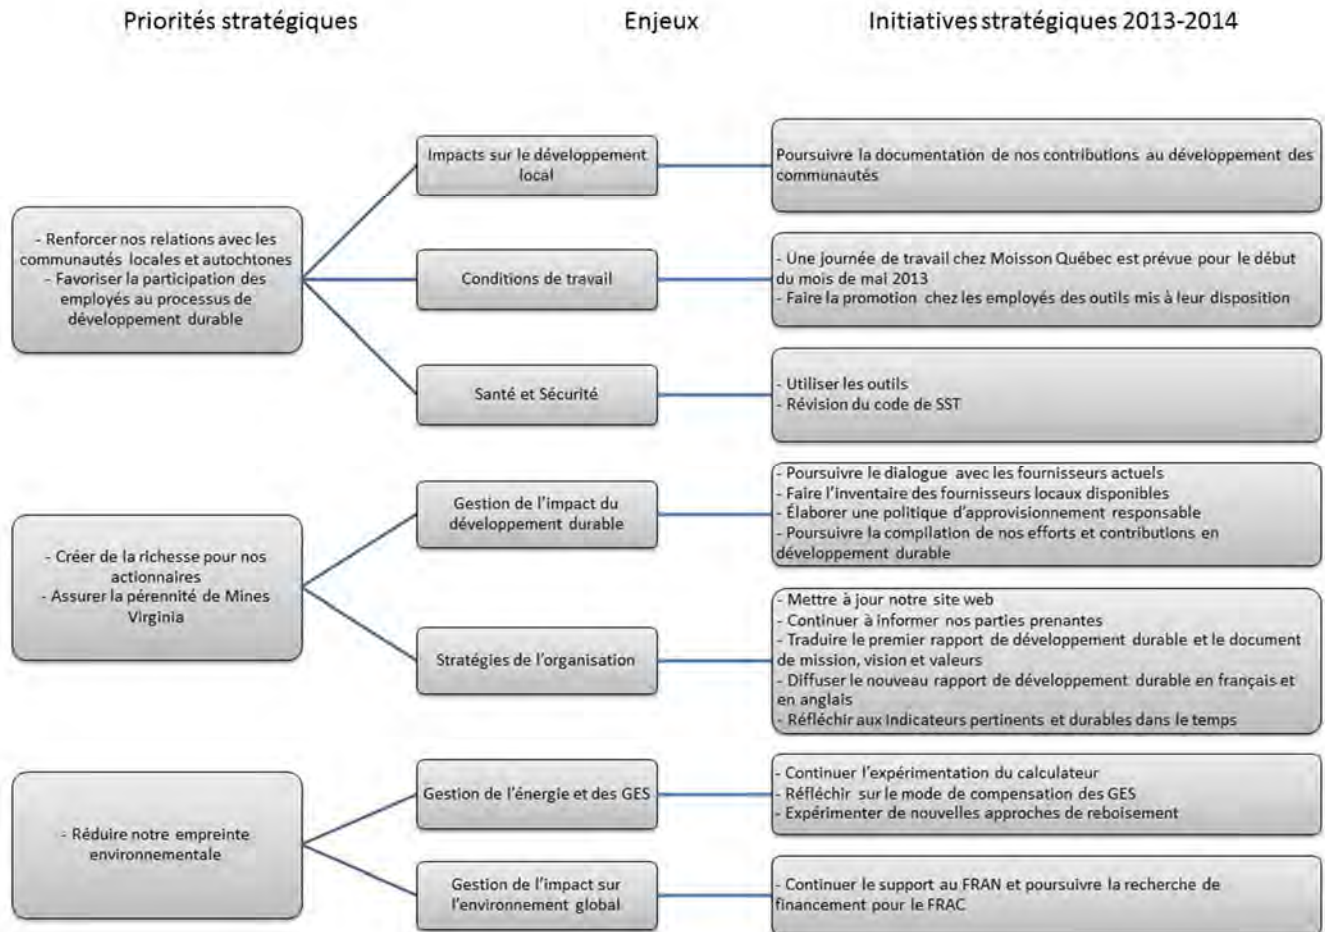 Priorités stratégiques
Enjeux
Initiatives stratégiques 2013-2014
- Renforcer nos relations avec les
communautés locales et autochtones
- Favoriser la participation des
employés au processus de
développement durable
Impacts sur le développement
local
Poursuivre la documentation de nos contributions au développement des
communautés
Conditions de travail
- Une journée de travail chez Moisson Québec est prévue pour le début
du mois de mai 2013
- Faire la promotion chez les employés des outils mis à leur disposition
Santé et Sécurité
- Utiliser les outils
- Révision du code de SST
- Créer de la richesse pour nos
actionnaires
- Assurer la pérennité de Mines
Virginia
Gestion de l'impact du
développement durable
- Poursuivre le dialogue avec les fournisseurs actuels
- Faire l'inventaire des fournisseurs locaux disponibles
- Élaborer une politique d'approvisionnement responsable
- Poursuivre la compilation de nos efforts et contributions en
développement durable
Stratégies de l'organisation
- Mettre à jour notre site web
- Continuer à informer nos parties prenantes
- Traduire le premier rapport de développement durable et le document
de mission, vision et valeurs
- Diffuser le nouveau rapport de développement durable en français et
en anglais
- Réfléchir aux indicateurs pertinents et durables dans le temps
- Réduire notre empreinte
environnementale
Gestion de l'énergie et des GES
- Continuer l'expérimentation du calculateur
- Réfléchir sur le mode de compensation des GES
- Expérimenter de nouvelles approches de reboisement
Gestion de l'impact sur
l'environnement global
- Continuer le support au FRAN et poursuivre la recherche de
financement pour le FRAC